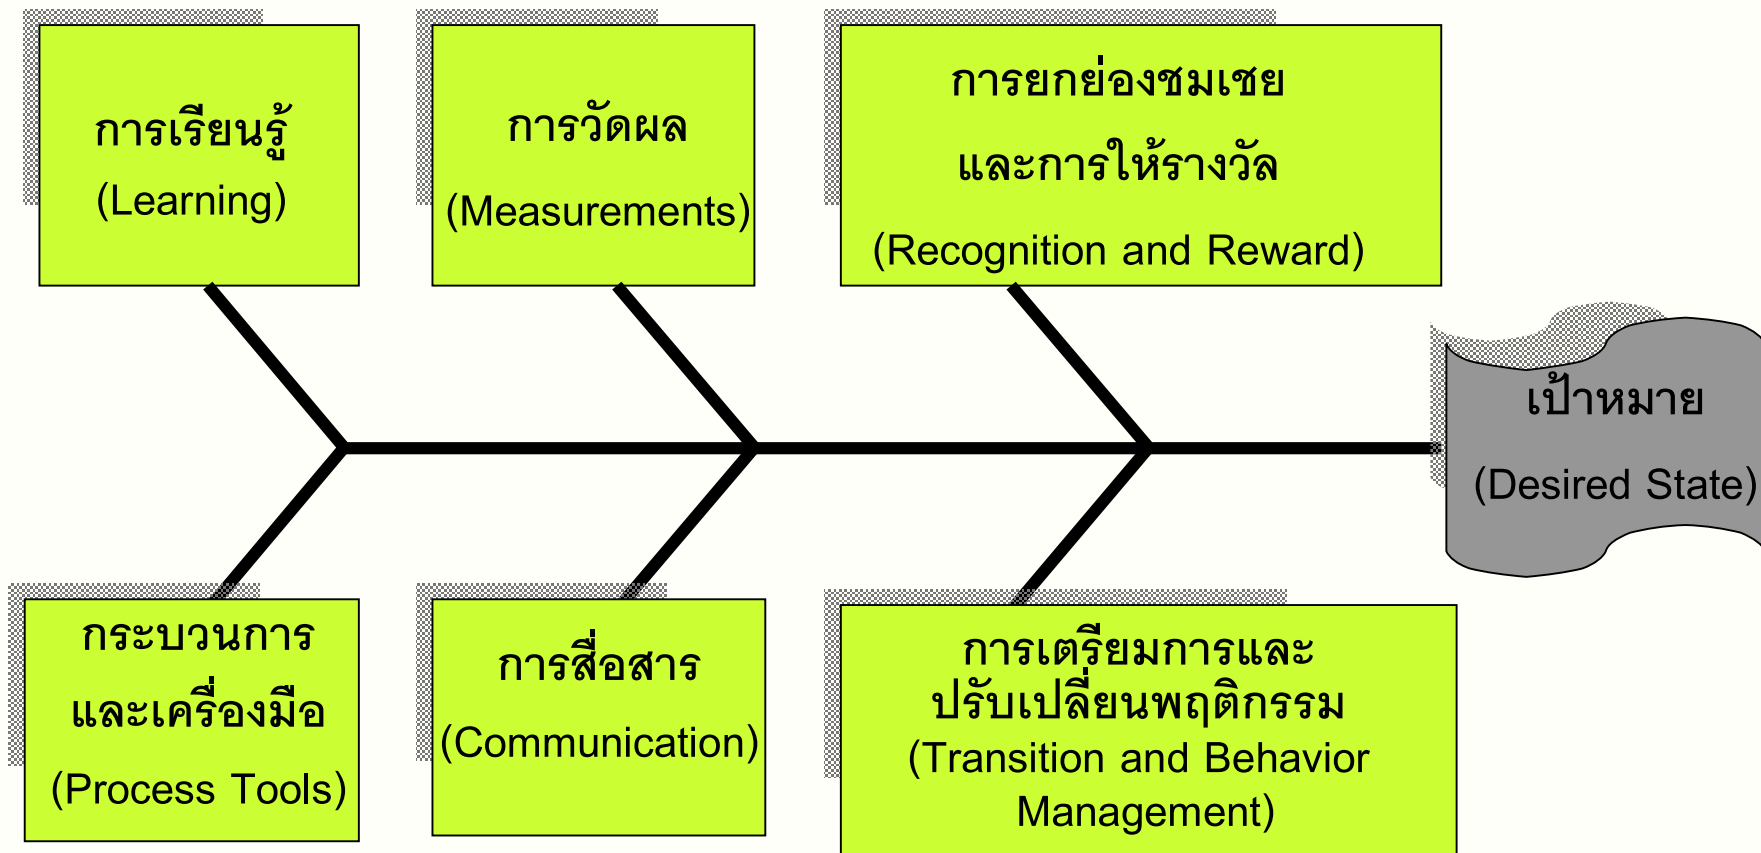 การเรียนรู้
(Learning)
การวัดผล
(Measurements)
การยกย่องชมเชย
และการให้รางวัล
(Recognition and Reward)
เป้าหมาย
(Desired State)
กระบวนการ
และเครื่องมือ
(Process Tools)
การสื่อสาร
(Communication)
การเตรียมการและ
ปรับเปลี่ยนพฤติกรรม
(Transition and Behavior
Management)